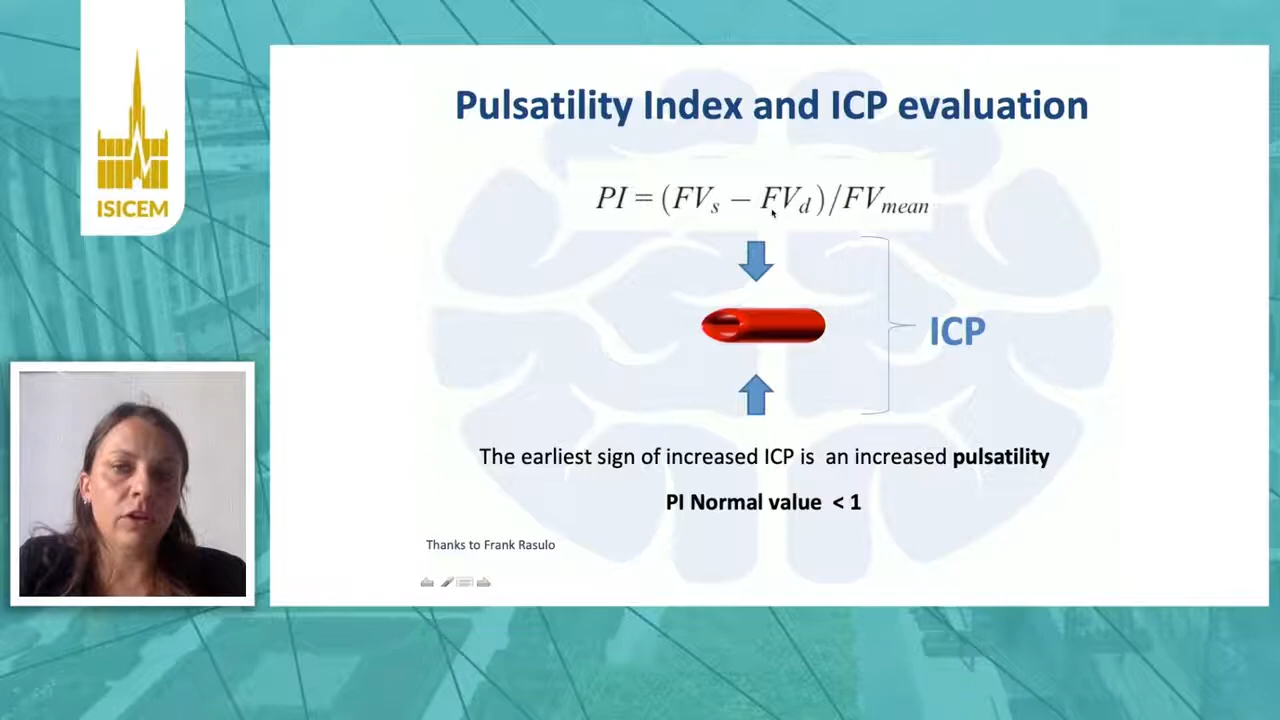 ISICEM
Pulsatility Index and ICP evaluation
PI = (FVs − FVd)/FVmean
ICP
The earliest sign of increased ICP is an increased pulsatility
PI Normal value < 1
Thanks to Frank Rasulo